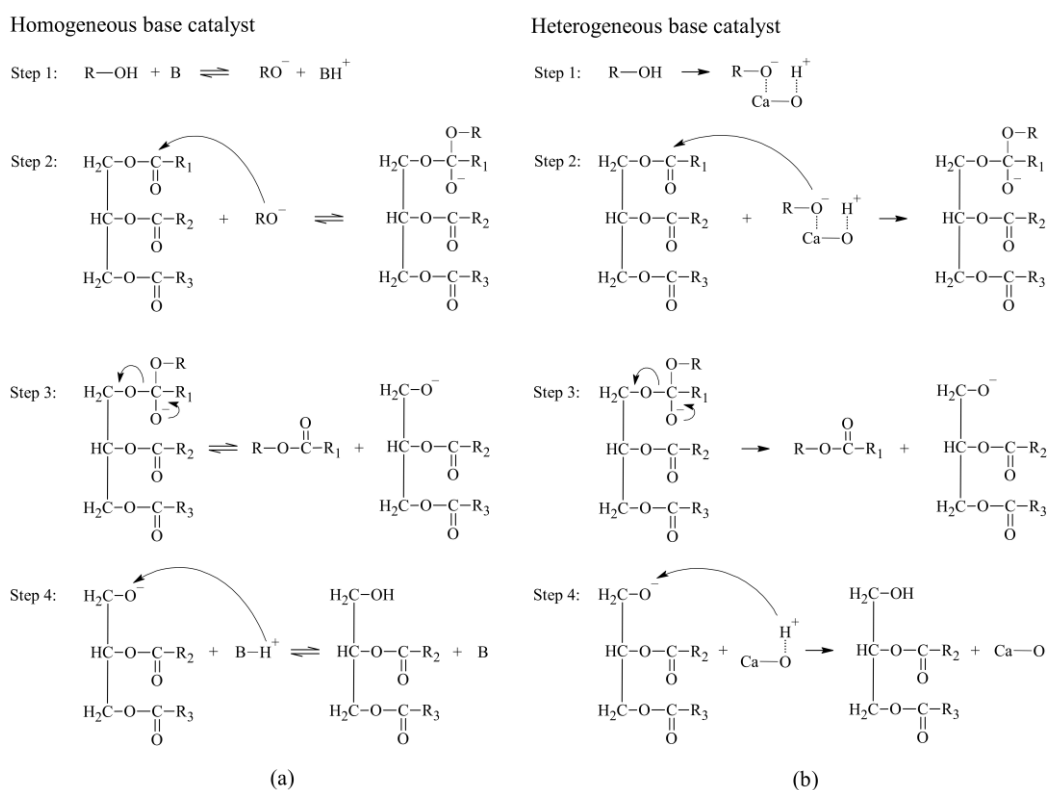 Homogeneous base catalyst
Step 1: R—OH + B ⇌ RO⁻ + BH⁺
Step 2:
O—R
H₂C—O—C—R₁
O
HC—O—C—R₂
O
H₂C—O—C—R₃
O
+ RO⁻ ⇌
H₂C—O—C—R₁
O⁻
HC—O—C—R₂
O
H₂C—O—C—R₃
O
Step 3:
O—R
H₂C—O—C—R₁
O⁻
HC—O—C—R₂
O
H₂C—O—C—R₃
O
⇌
O
R—O—C—R₁
+
H₂C—O⁻
HC—O—C—R₂
O
H₂C—O—C—R₃
O
Step 4:
H₂C—O⁻
HC—O—C—R₂
O
H₂C—O—C—R₃
O
+ B—H⁺ ⇌
H₂C—OH
HC—O—C—R₂
O
H₂C—O—C—R₃
O
+ B
(a)
Heterogeneous base catalyst
Step 1: R—OH → R—O⁻ H⁺
Ca—O
Step 2:
H₂C—O—C—R₁
O
HC—O—C—R₂
O
H₂C—O—C—R₃
O
+
R—O⁻ H⁺
Ca—O
→
O—R
H₂C—O—C—R₁
O⁻
HC—O—C—R₂
O
H₂C—O—C—R₃
O
Step 3:
O—R
H₂C—O—C—R₁
O⁻
HC—O—C—R₂
O
H₂C—O—C—R₃
O
→
O
R—O—C—R₁
+
H₂C—O⁻
HC—O—C—R₂
O
H₂C—O—C—R₃
O
Step 4:
H₂C—O⁻
HC—O—C—R₂
O
H₂C—O—C—R₃
O
+
H⁺
Ca—O
→
H₂C—OH
HC—O—C—R₂
O
H₂C—O—C—R₃
O
+ Ca—O
(b)